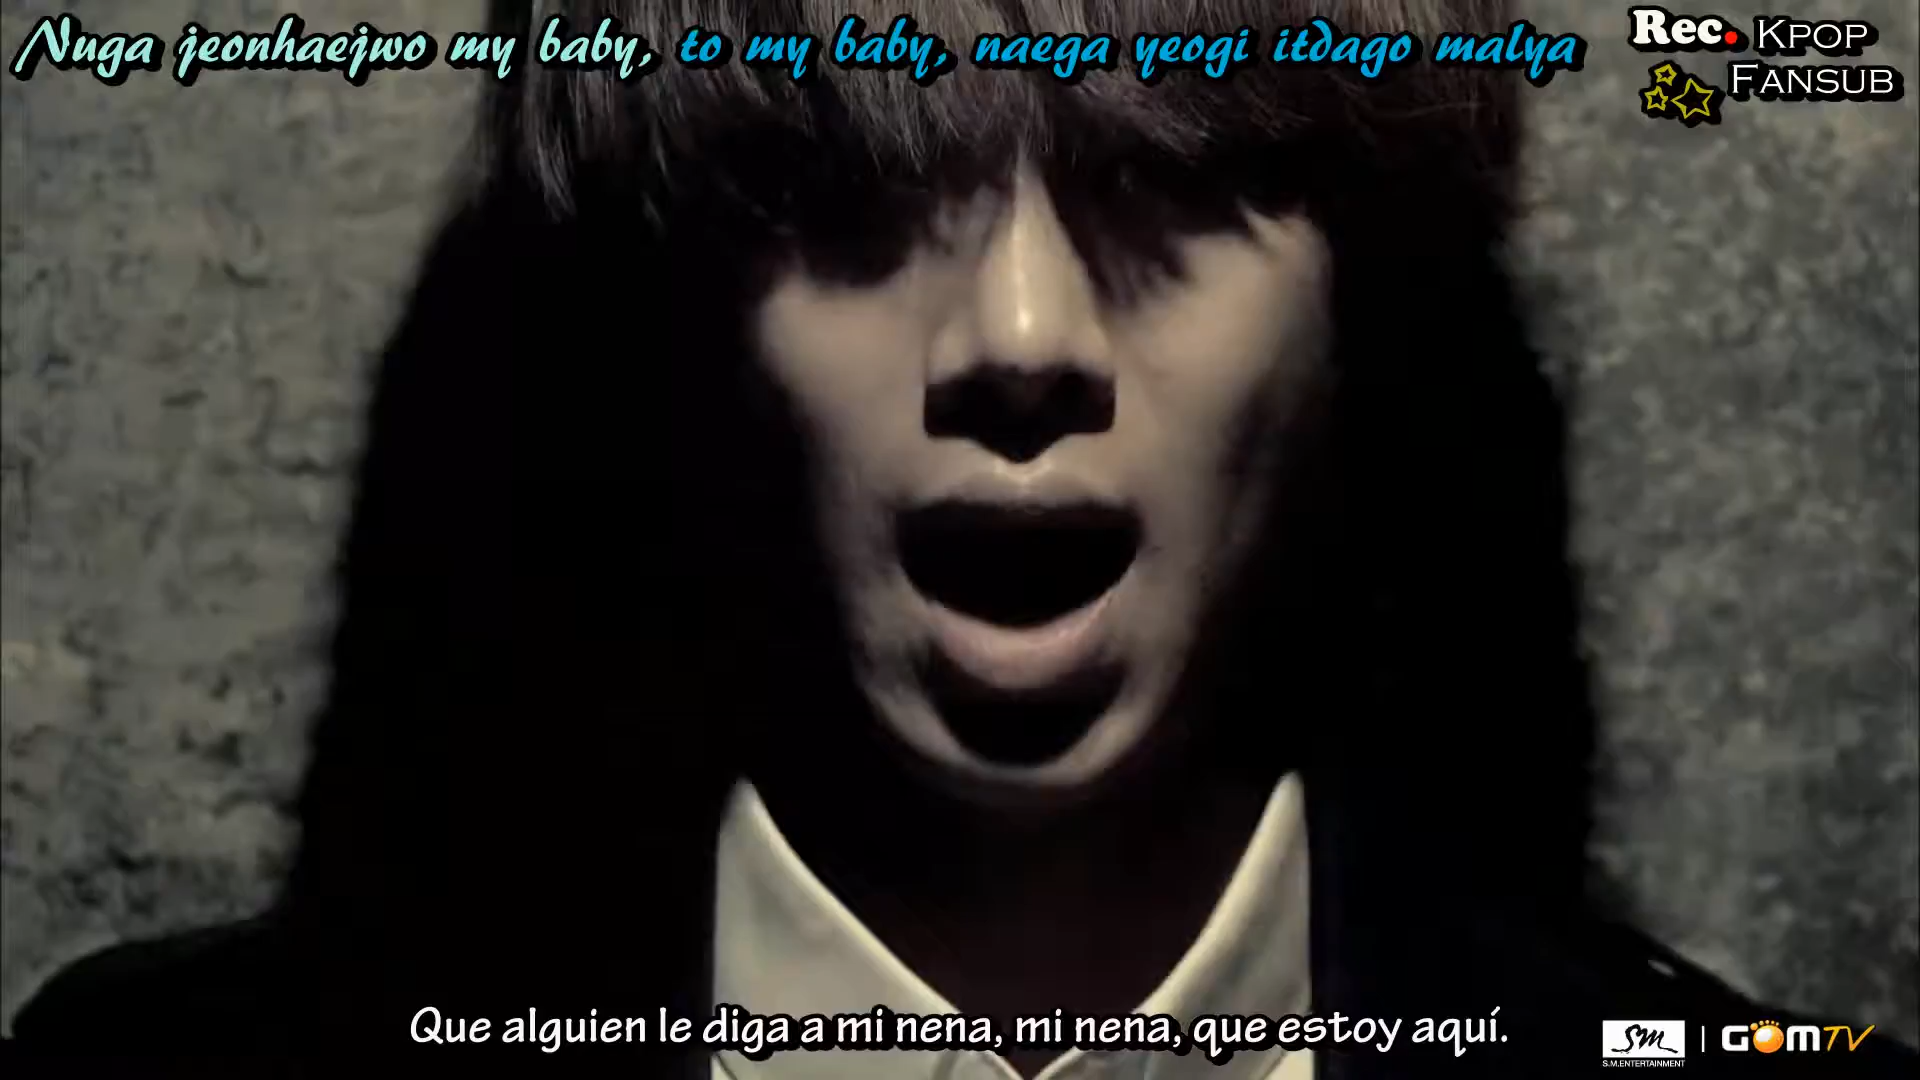 Nuga jeonhaejwo my baby, to my baby, naega yeogi itdago malya
Rec. KPOP
FANSUB
Que alguien le diga a mi nena, mi nena, que estoy aquí.
SM
S.M.ENTERTAINMENT
GOMTV